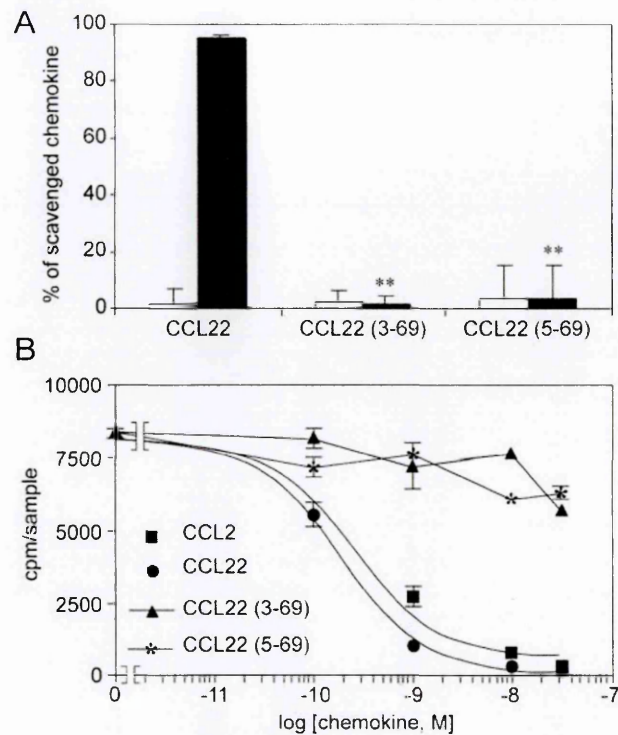 A
% of scavenged chemokine
100
80
60
40
20
0
**
**
CCL22
CCL22 (3-69)
CCL22 (5-69)
B
cpm/sample
10000
7500
5000
2500
0
CCL2
CCL22
CCL22 (3-69)
CCL22 (5-69)
0
-11
-10
-9
-8
-7
log [chemokine, M]